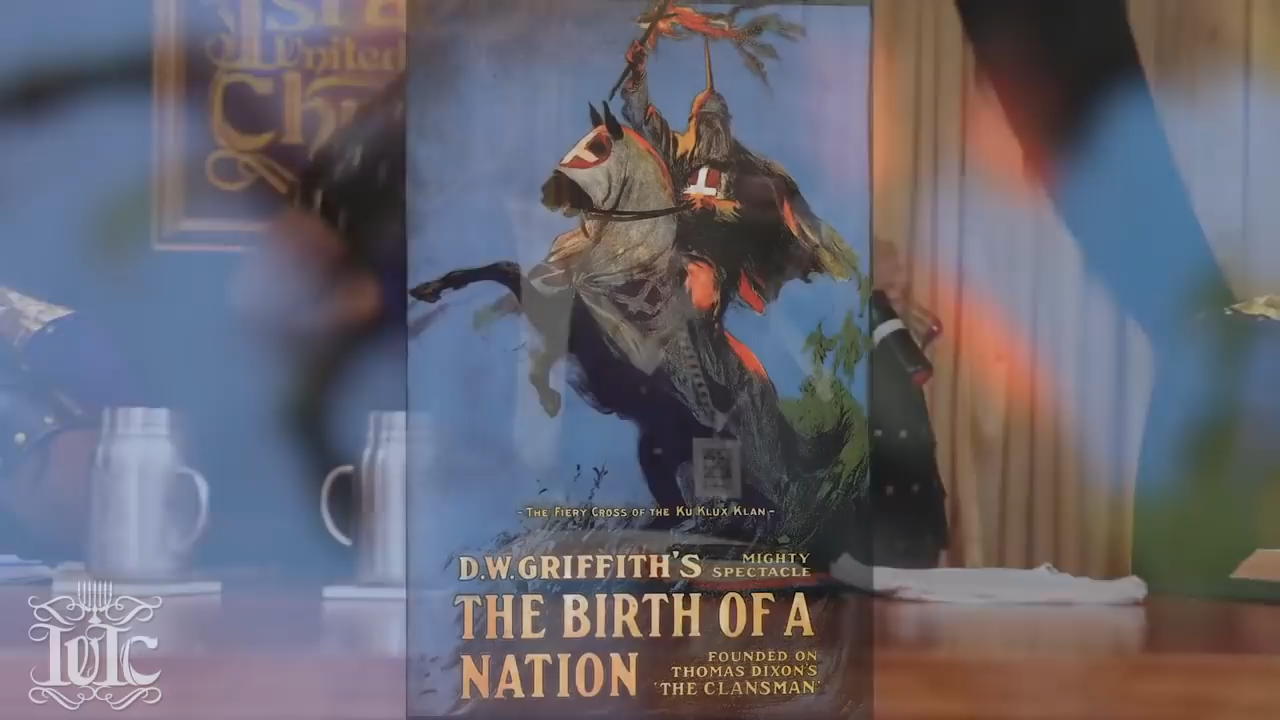 United
- THE FIERY CROSS OF THE KU KLUX KLAN -
D.W. GRIFFITH'S
MIGHTY
SPECTACLE
THE BIRTH OF A
NATION
FOUNDED ON
THOMAS DIXON'S
'THE CLANSMAN'
IUIC